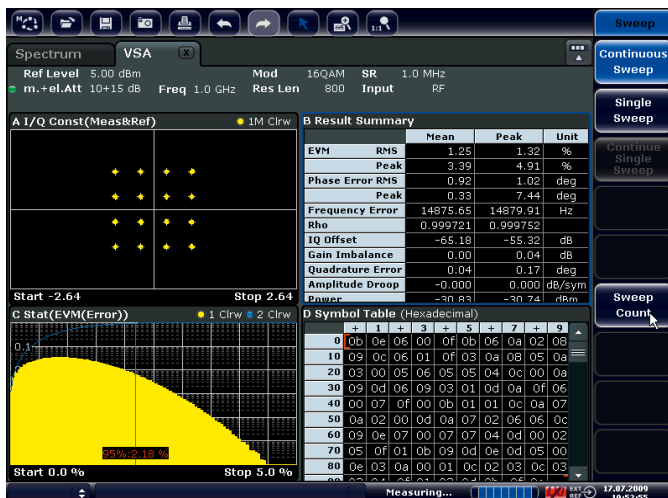 Sweep
Spectrum VSA
Ref Level 5.00 dBm Mod 16QAM SR 1.0 MHz
m.+el.Att 10+15 dB Freq 1.0 GHz Res Len 800 Input RF
Continuous Sweep
Single Sweep
Continue Single Sweep
Sweep Count
A I/Q Const(Meas&Ref) 1M Clrw
Start -2.64 Stop 2.64
B Result Summary
Mean Peak Unit
EVM RMS 1.25 1.32 %
Peak 3.39 4.91 %
Phase Error RMS 0.92 1.02 deg
Peak 0.33 7.44 deg
Frequency Error 14875.65 14879.91 Hz
Rho 0.999721 0.999752
IQ Offset -65.18 -55.32 dB
Gain Imbalance 0.00 0.04 dB
Quadrature Error 0.04 0.17 deg
Amplitude Droop -0.000 0.000 dB/sym
Power -30.83 -30.74 dBm
C Stat(EVM(Error)) 1 Clrw 2 Clrw
0.1
95%:2.18 %
Start 0.0 % Stop 5.0 %
D Symbol Table (Hexadecimal)
+ 1 + 3 + 5 + 7 + 9
0 0b 0e 06 00 0f 0b 06 0a 02 08
10 09 0c 06 01 0f 03 0a 08 05 0a
20 03 00 05 06 05 05 04 0c 00 0a
30 09 0d 06 09 03 01 0d 0a 0f 06
40 00 07 0f 00 0b 01 01 0c 0a 07
50 0a 02 00 0d 0a 07 02 06 06 0c
60 09 0e 07 00 07 07 04 0d 00 02
70 05 0f 01 0b 09 0d 0e 0d 05 00
80 0e 03 0a 00 01 0c 02 03 0c 03
Measuring...
EXT REF
17.07.2009
10:52:55